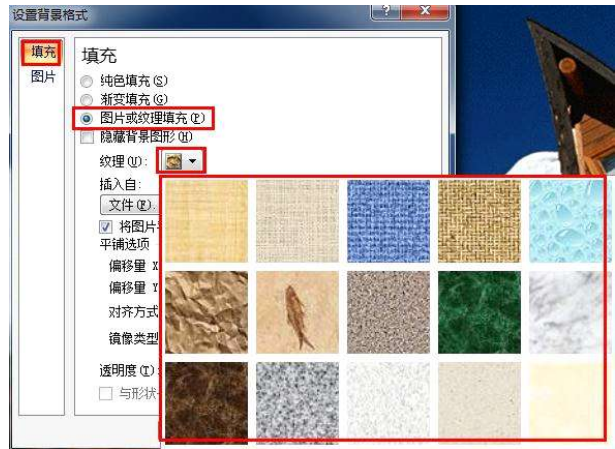 设置背景格式
填充
图片
填充
纯色填充(S)
渐变填充(G)
图片或纹理填充(P)
隐藏背景图形(H)
纹理(U):
插入自:
文件(F).
将图片
平铺选项
偏移量 X
偏移量 Y
对齐方式
镜像类型
透明度(T):
与形状